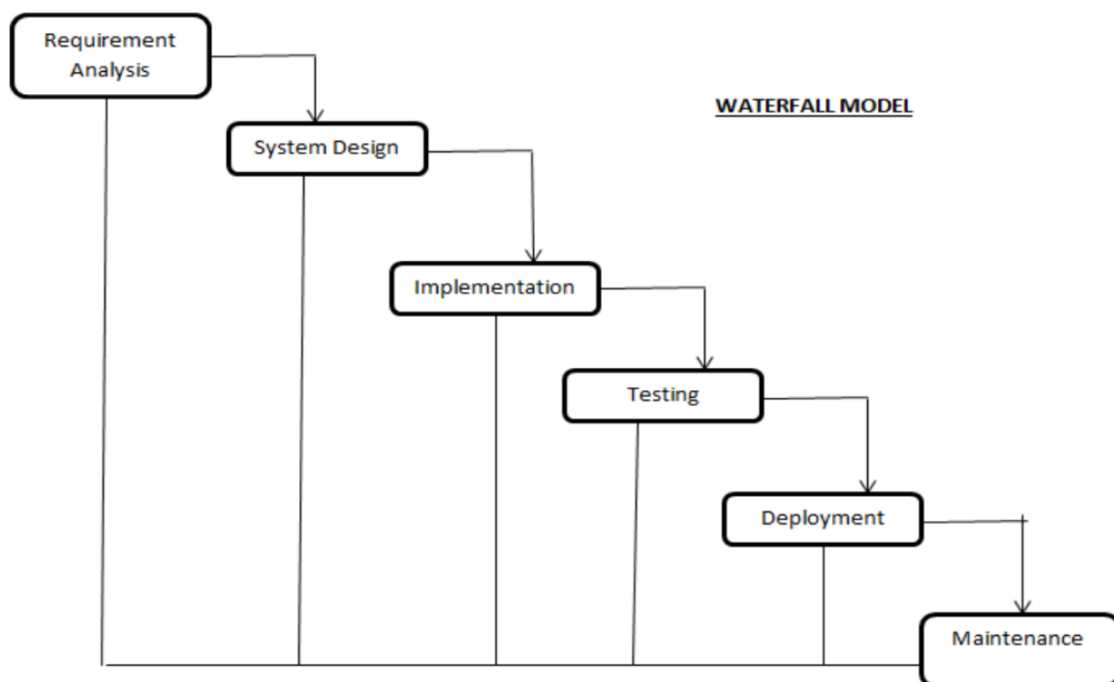 Requirement
Analysis
WATERFALL MODEL
System Design
Implementation
Testing
Deployment
Maintenance